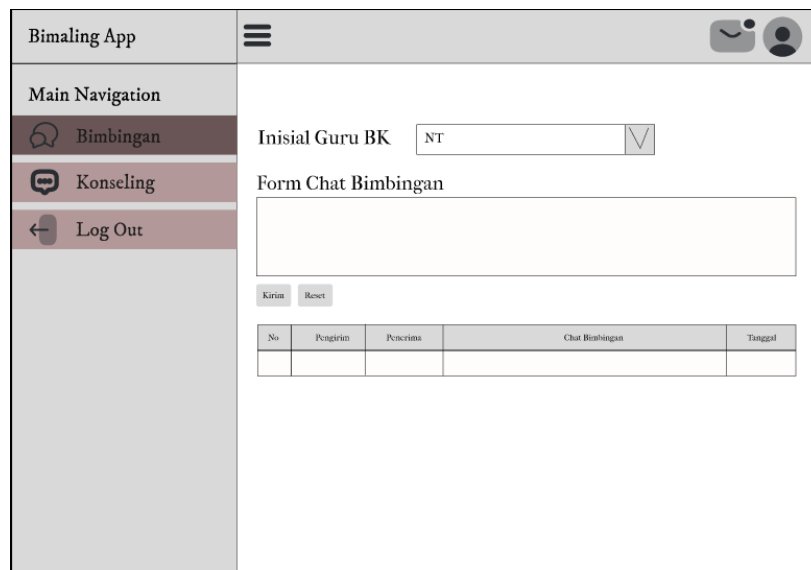 Bimaling App
Main Navigation
Bimbingan
Konseling
Log Out
Inisial Guru BK NT
Form Chat Bimbingan
Kirim Reset
No Pengirim Penerima Chat Bimbingan Tanggal